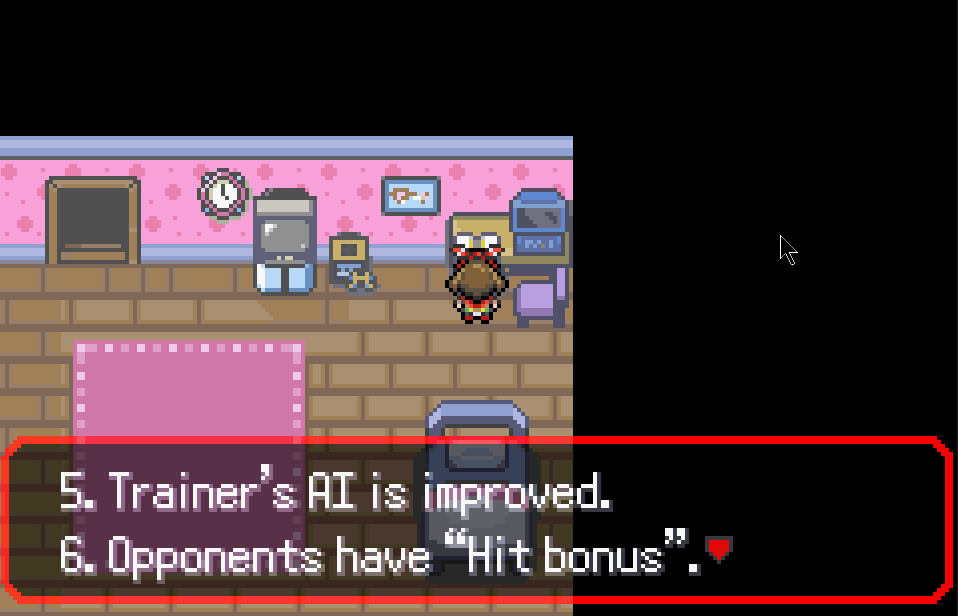 5. Trainer’s AI is improved.
6. Opponents have “Hit bonus”.